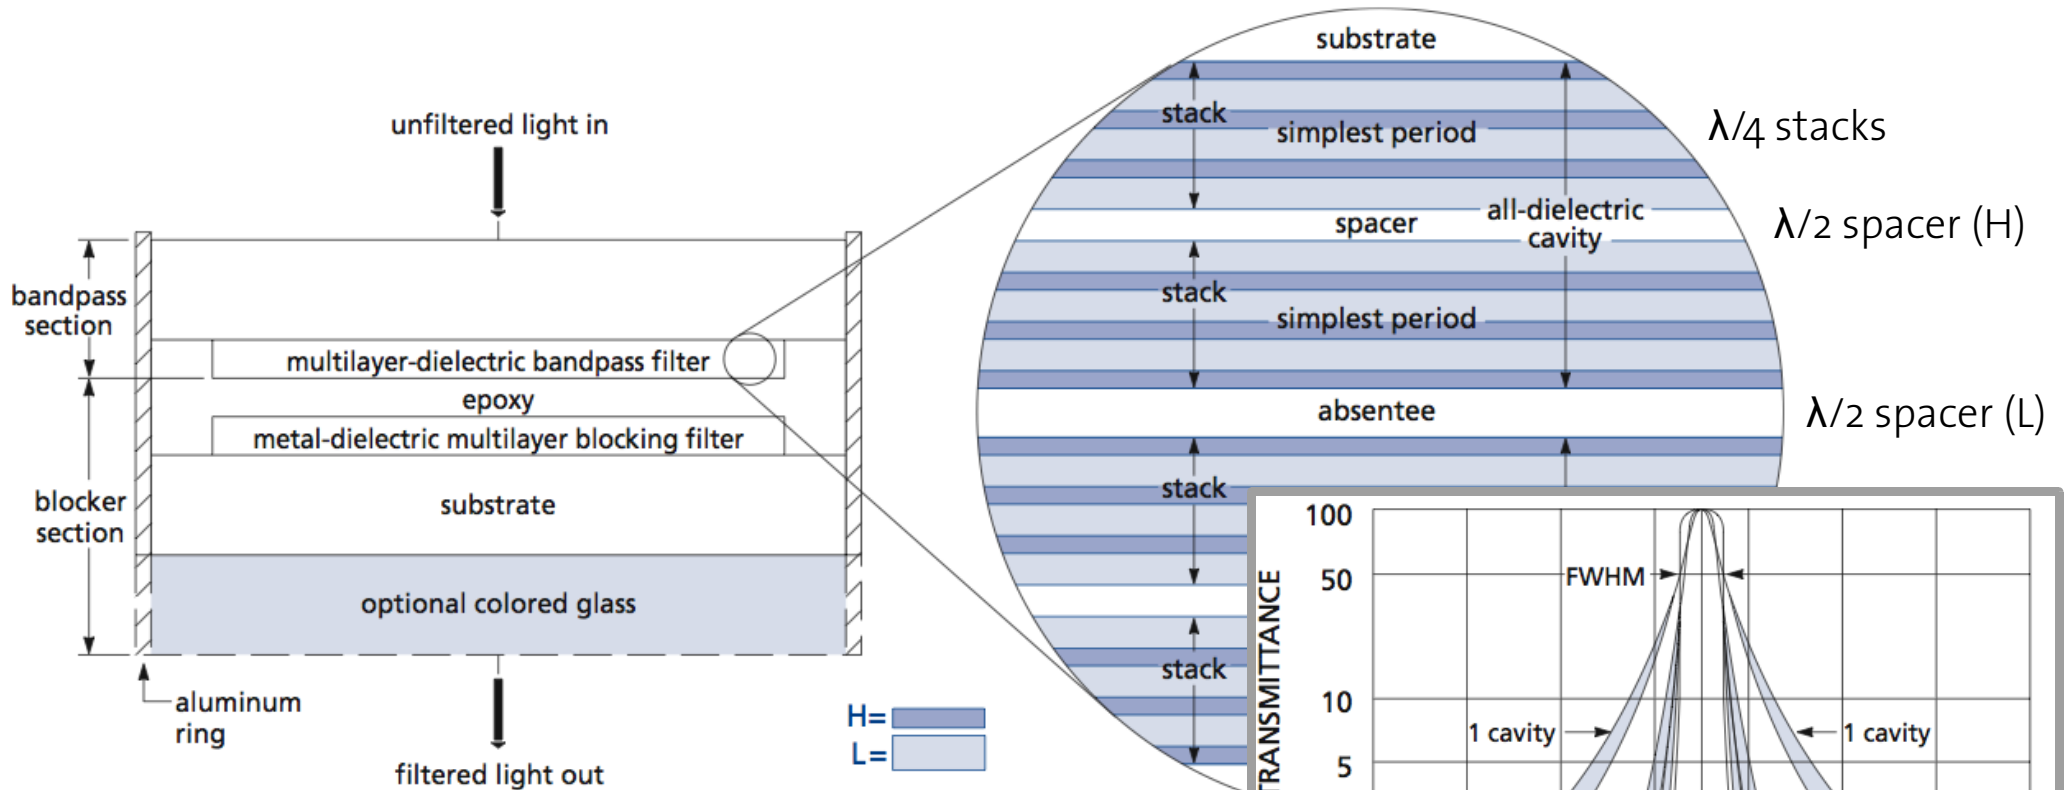 unfiltered light in
bandpass
section
multilayer-dielectric bandpass filter
epoxy
metal-dielectric multilayer blocking filter
blocker
section
substrate
optional colored glass
aluminum
ring
filtered light out
H=
L=
substrate
stack
simplest period
λ/4 stacks
spacer
all-dielectric
cavity
λ/2 spacer (H)
stack
simplest period
absentee
λ/2 spacer (L)
stack
stack
TRANSMITTANCE
100
50
10
5
FWHM
1 cavity
1 cavity